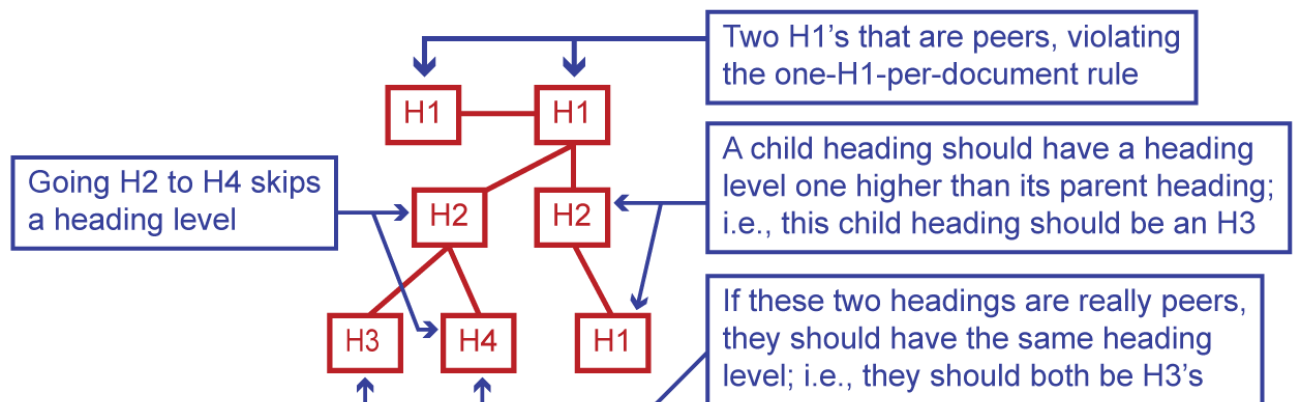 Two H1’s that are peers, violating
the one-H1-per-document rule
H1
H1
A child heading should have a heading
level one higher than its parent heading;
i.e., this child heading should be an H3
Going H2 to H4 skips
a heading level
H2
H2
If these two headings are really peers,
they should have the same heading
level; i.e., they should both be H3’s
H3
H4
H1